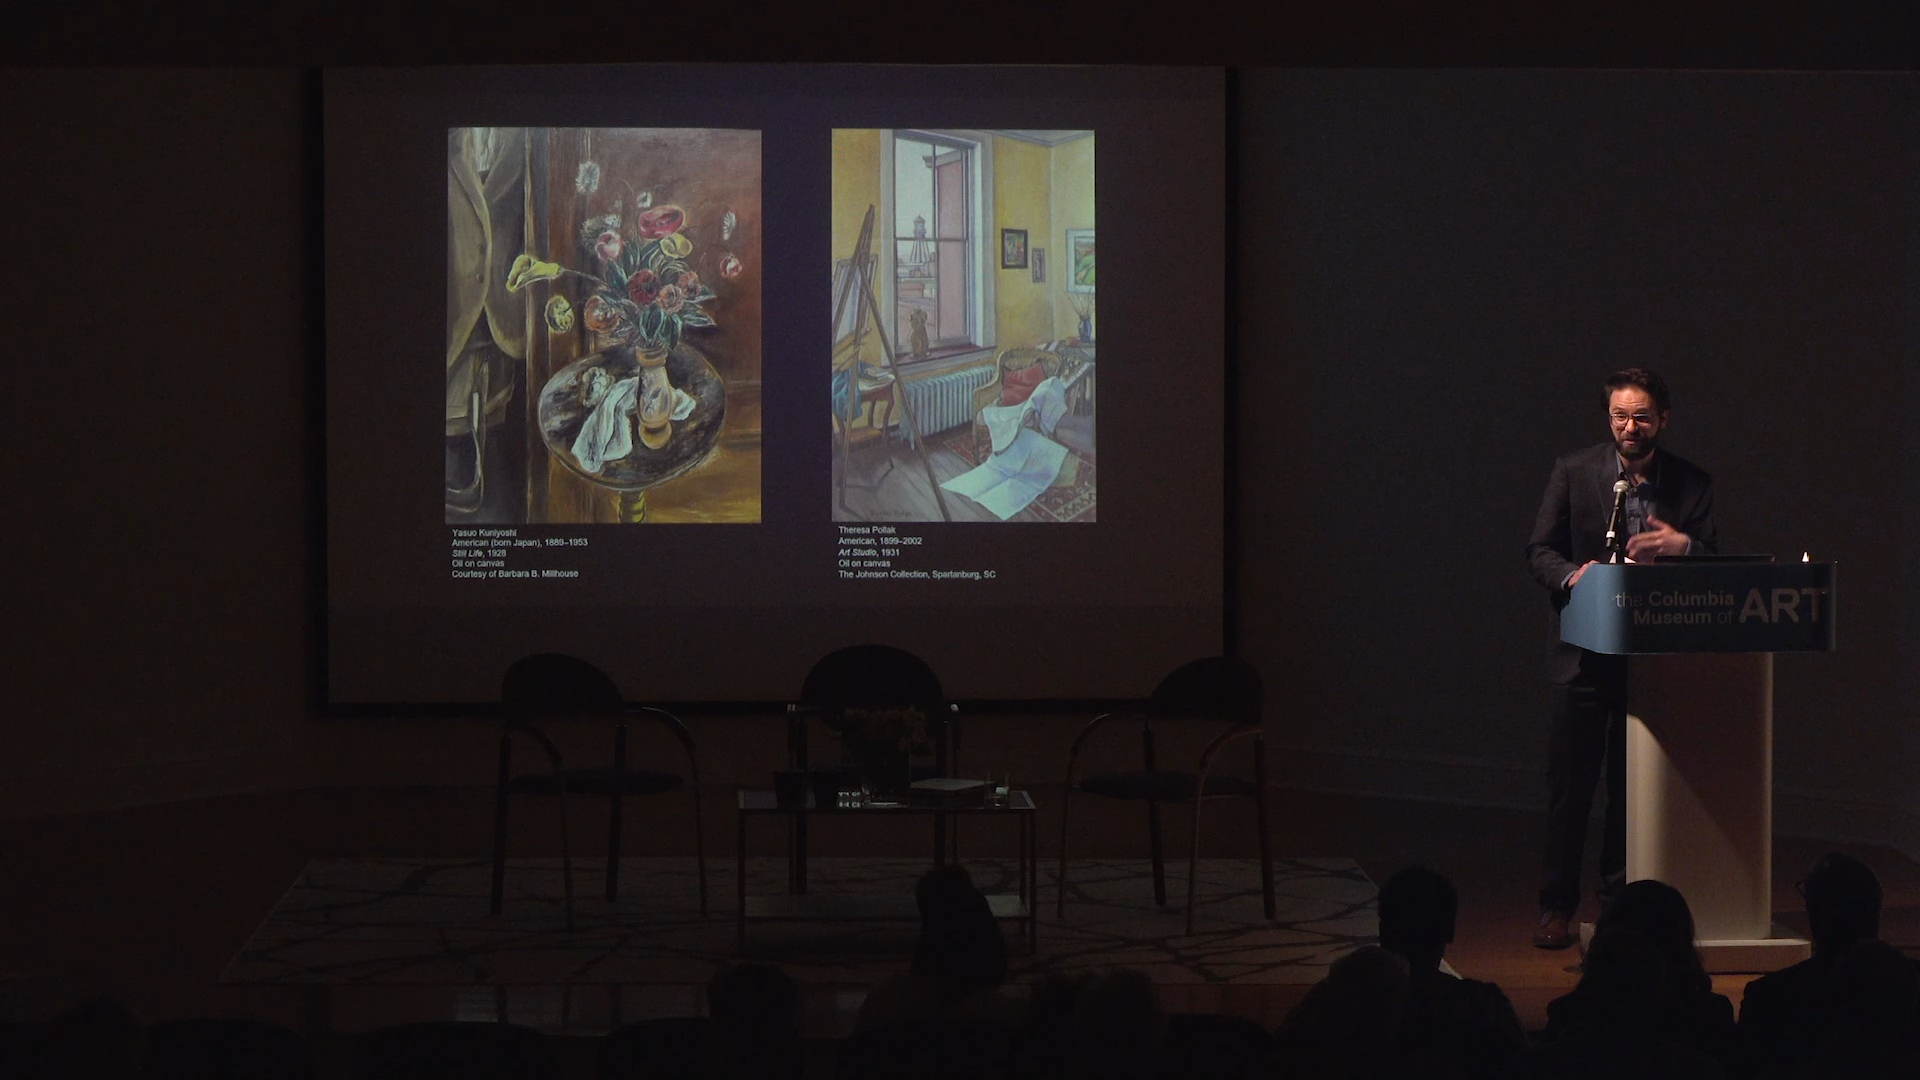 Yasuo Kuniyoshi
American (born Japan), 1889–1953
Still Life, 1928
Oil on canvas
Courtesy of Barbara B. Millhouse
Theresa Pollak
American, 1899–2002
Art Studio, 1931
Oil on canvas
The Johnson Collection, Spartanburg, SC
the Columbia
Museum of ART